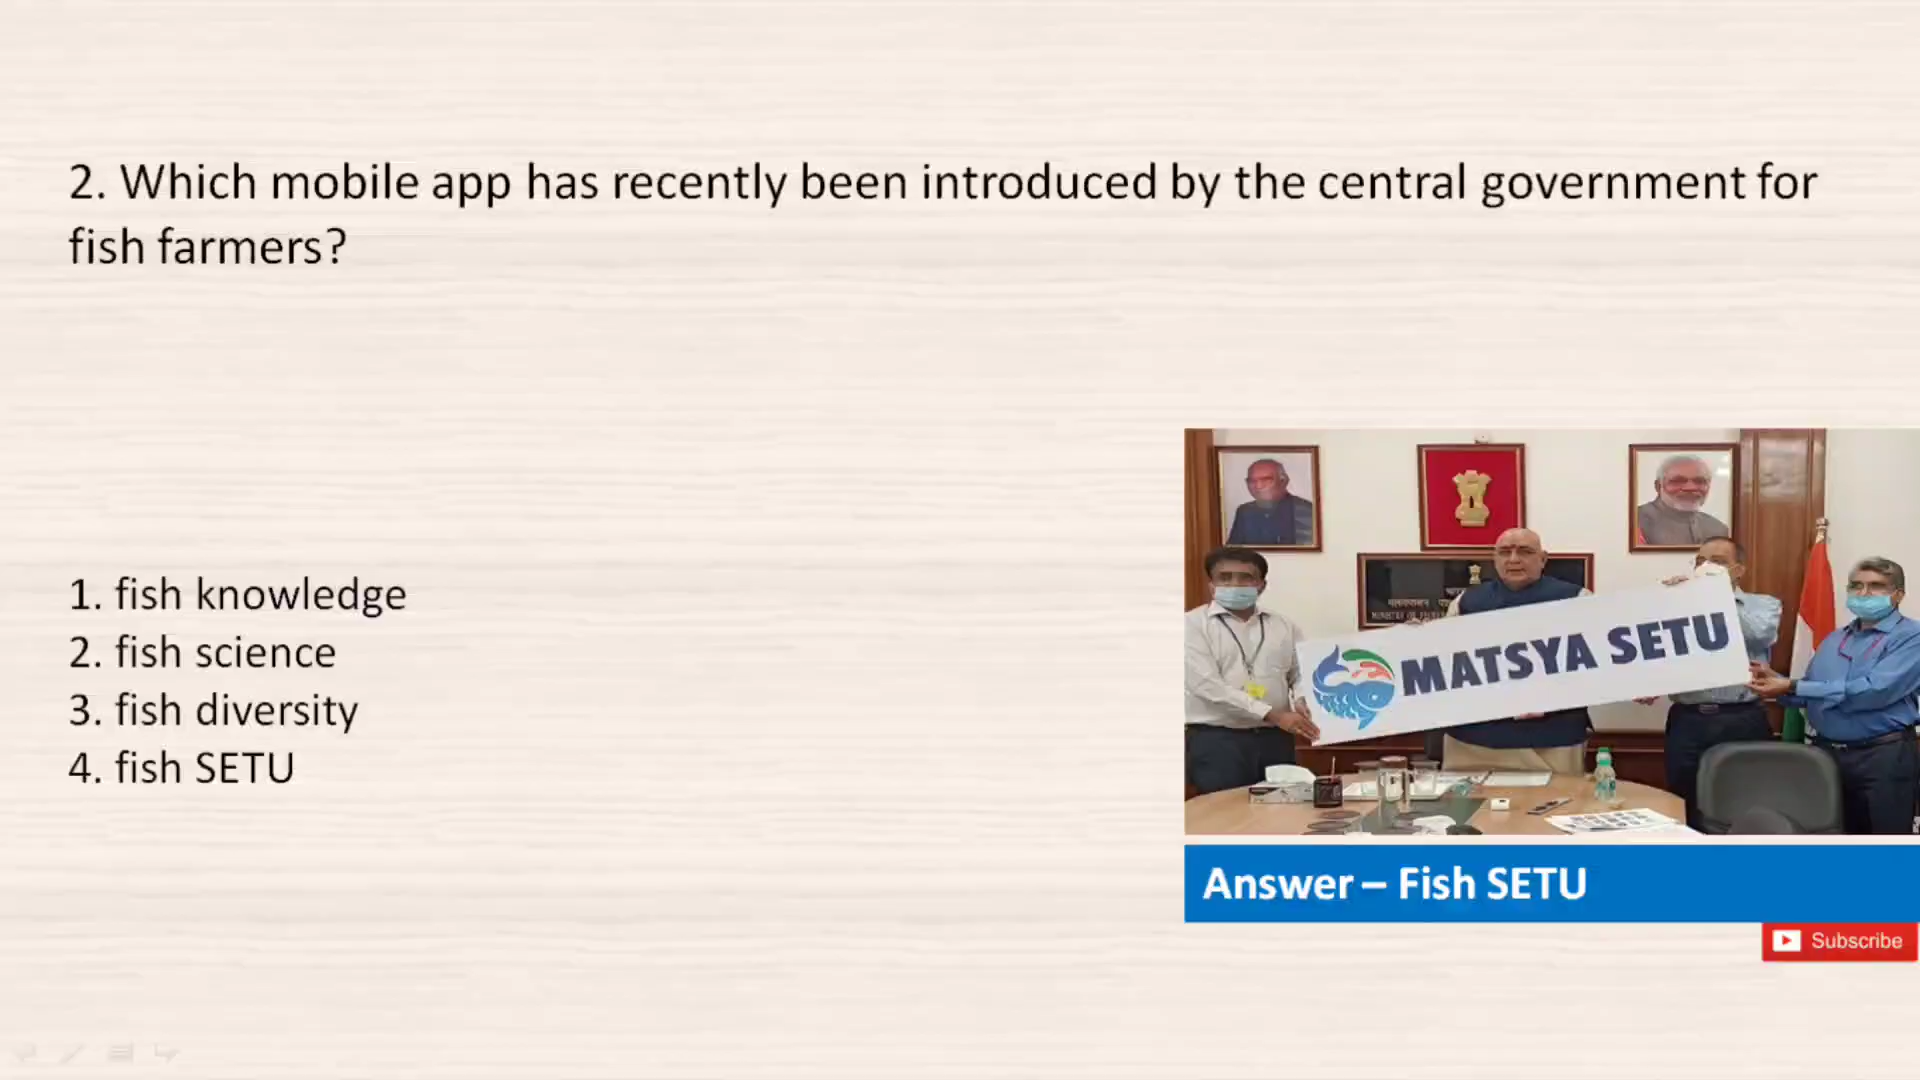 2. Which mobile app has recently been introduced by the central government for
fish farmers?
1. fish knowledge
2. fish science
3. fish diversity
4. fish SETU
MATSYA SETU
Answer – Fish SETU
Subscribe